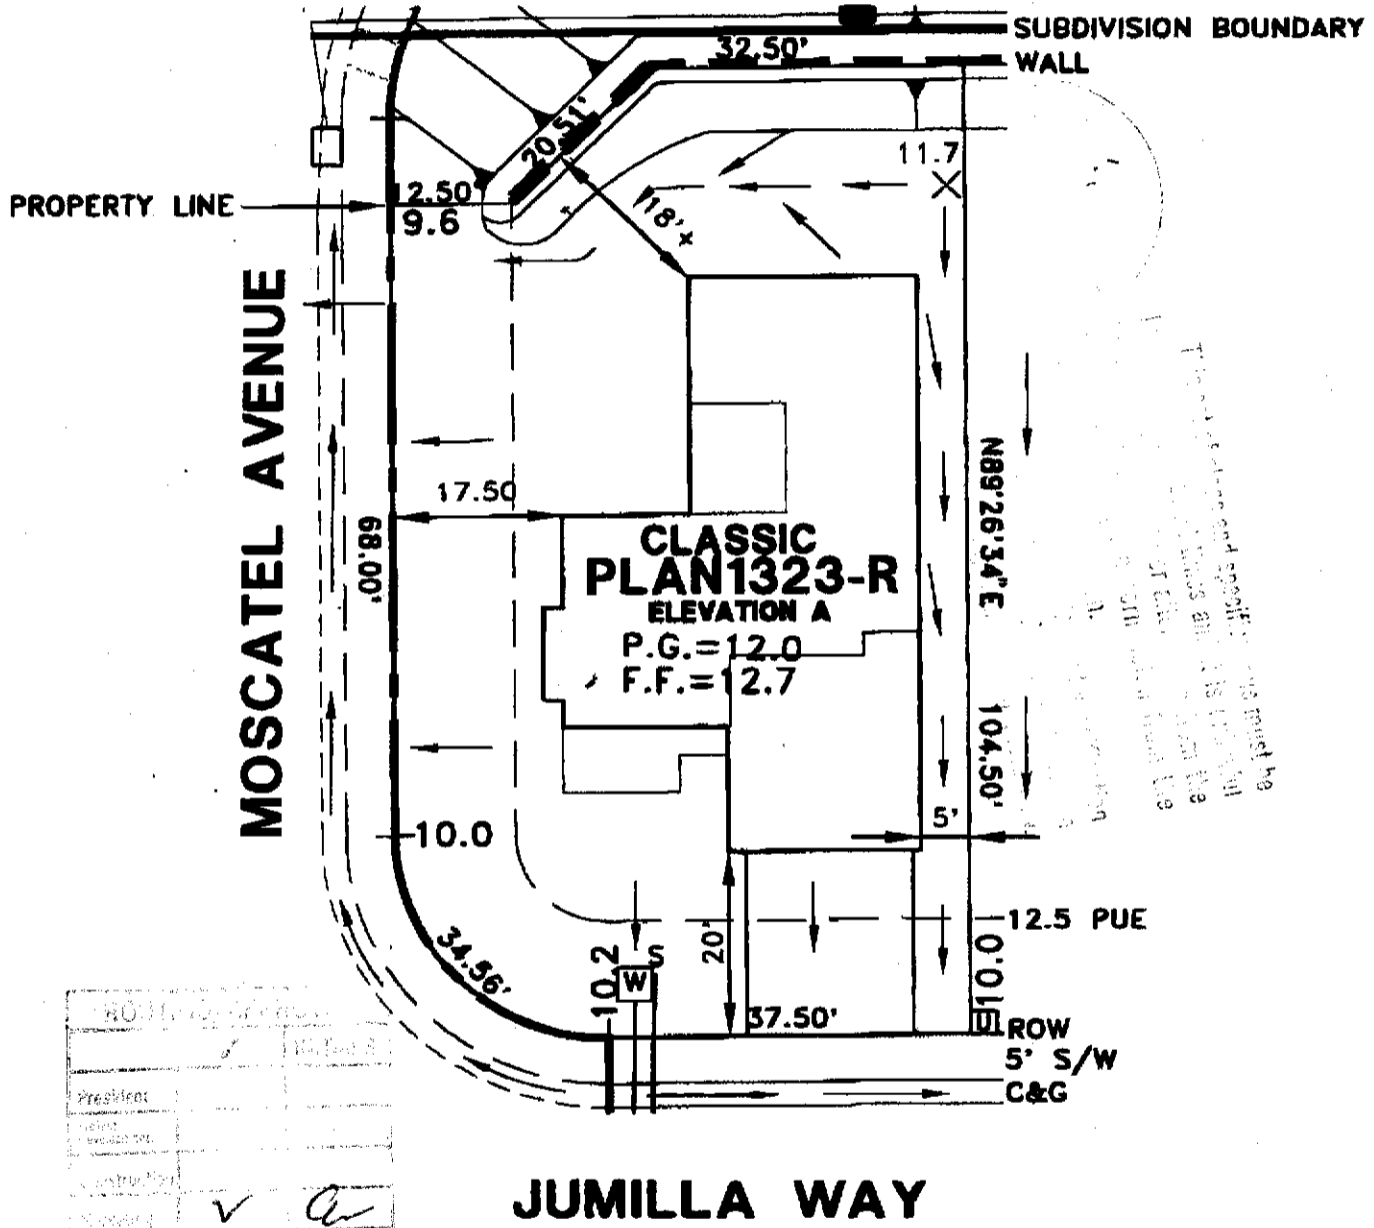 SUBDIVISION BOUNDARY
32.50'
WALL
20.51'
11.7
PROPERTY LINE
12.50
9.6
18'
MOSCATEL AVENUE
17.50
68.00'
N89°26'34"E
104.50'
CLASSIC
PLAN1323-R
ELEVATION A
P.G.=12.0
F.F.=12.7
5'
10.0
12.5 PUE
34.56'
10.2
S
W
20'
37.50'
10.0
ROW
5' S/W
C&G
President
JUMILLA WAY